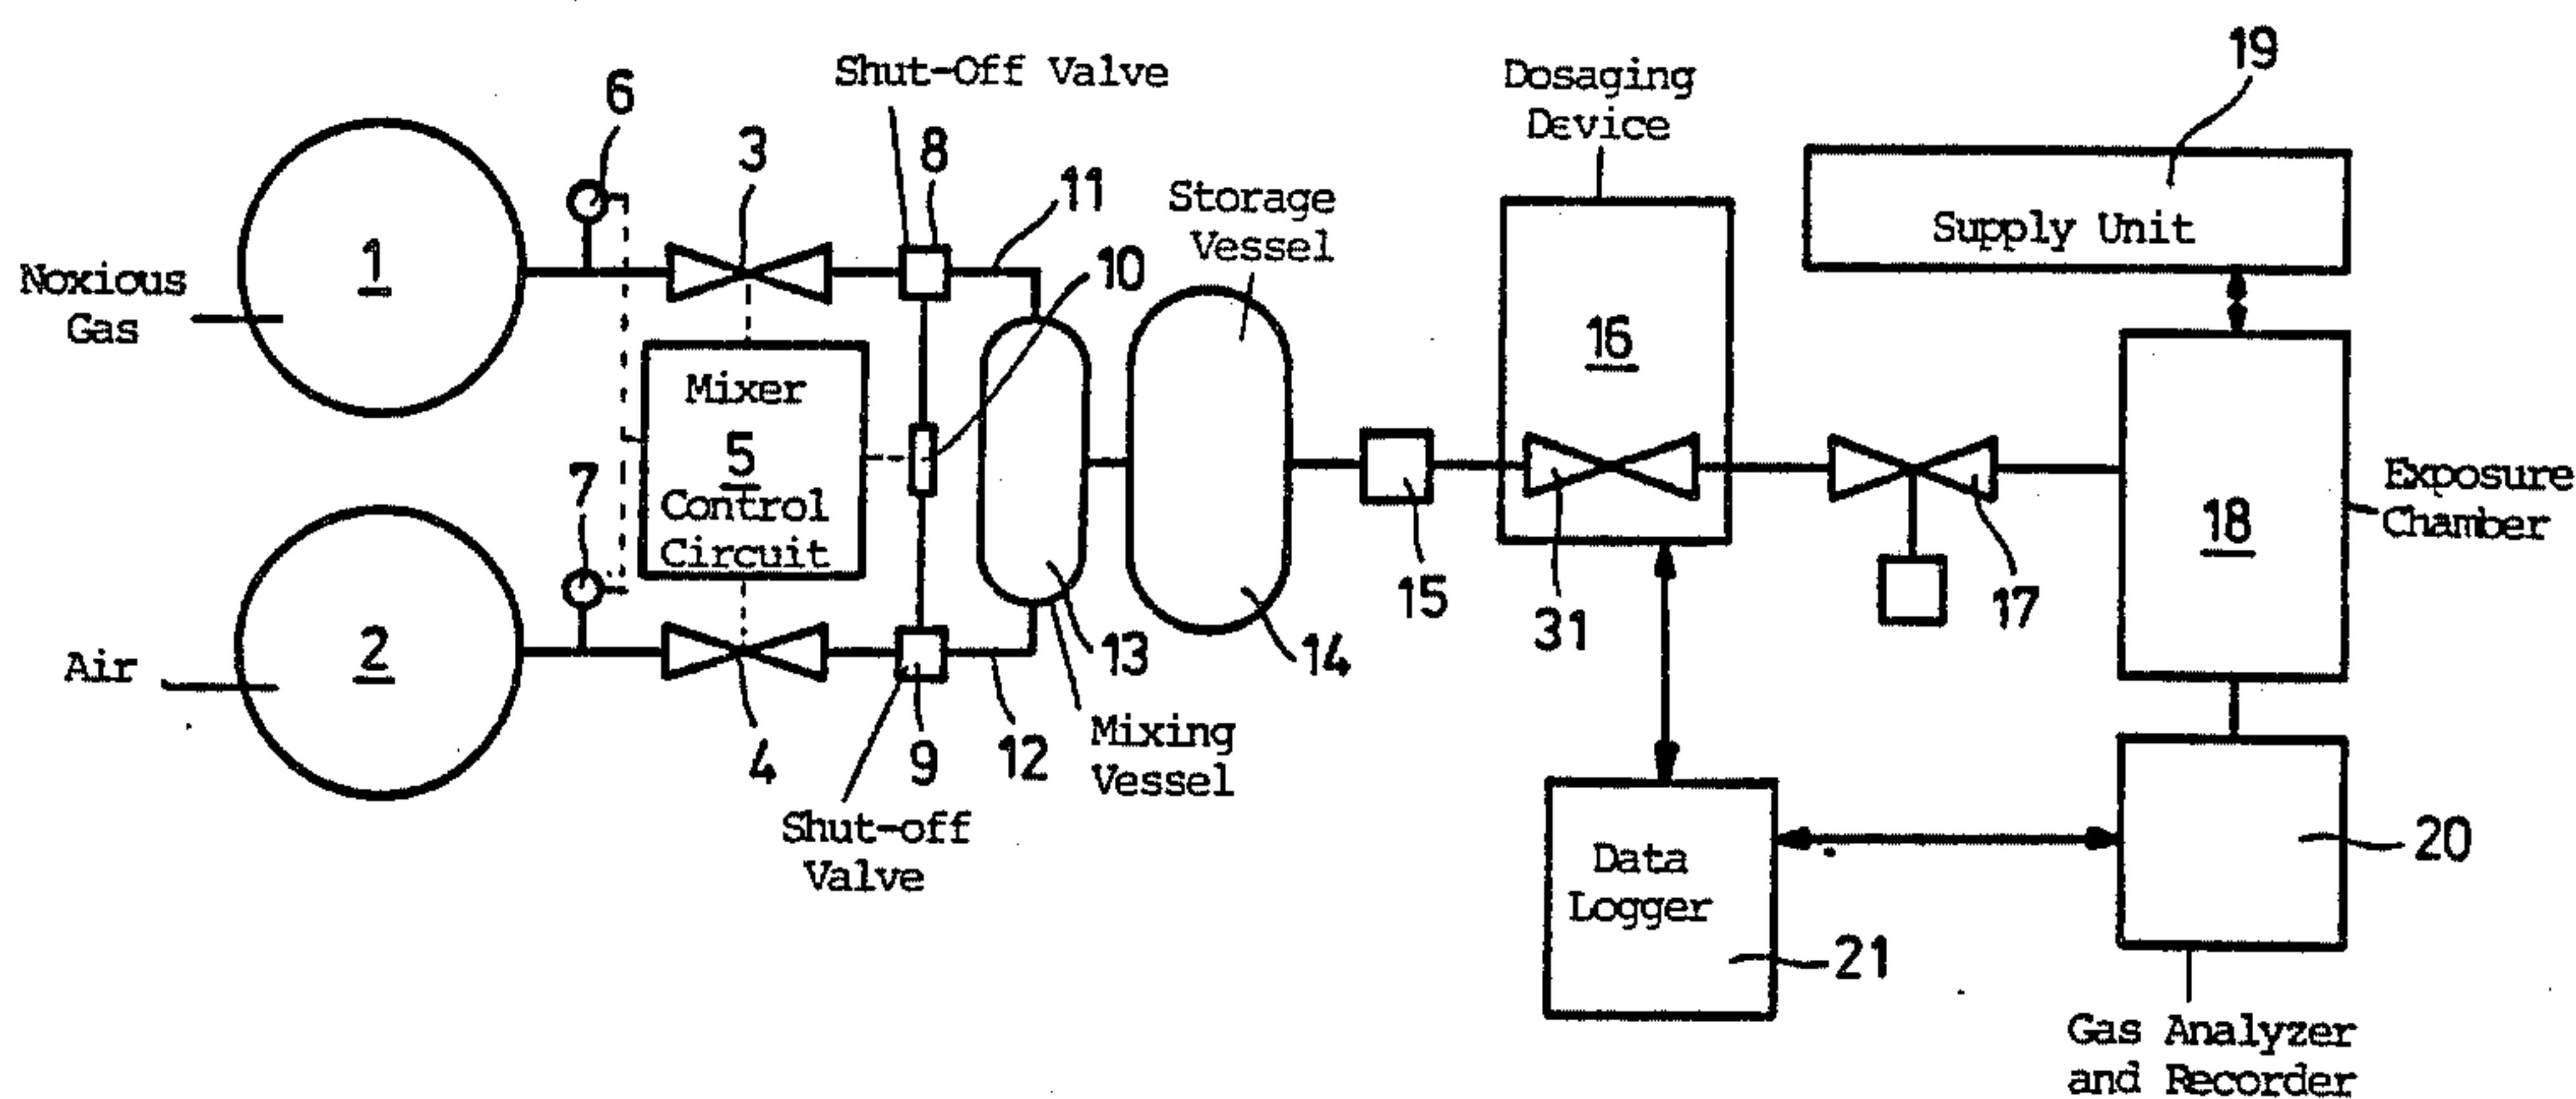 19
Shut-Off Valve
Dosaging
Device
6
3
8
11
Storage
Vessel
Supply Unit
1
Noxious
Gas
10
16
Mixer
5
Control
Circuit
7
Exposure
Chamber
18
15
31
17
2
Air
13
14
4
9
12
Mixing
Vessel
Shut-off
Valve
Data
Logger
20
21
Gas Analyzer
and Recorder